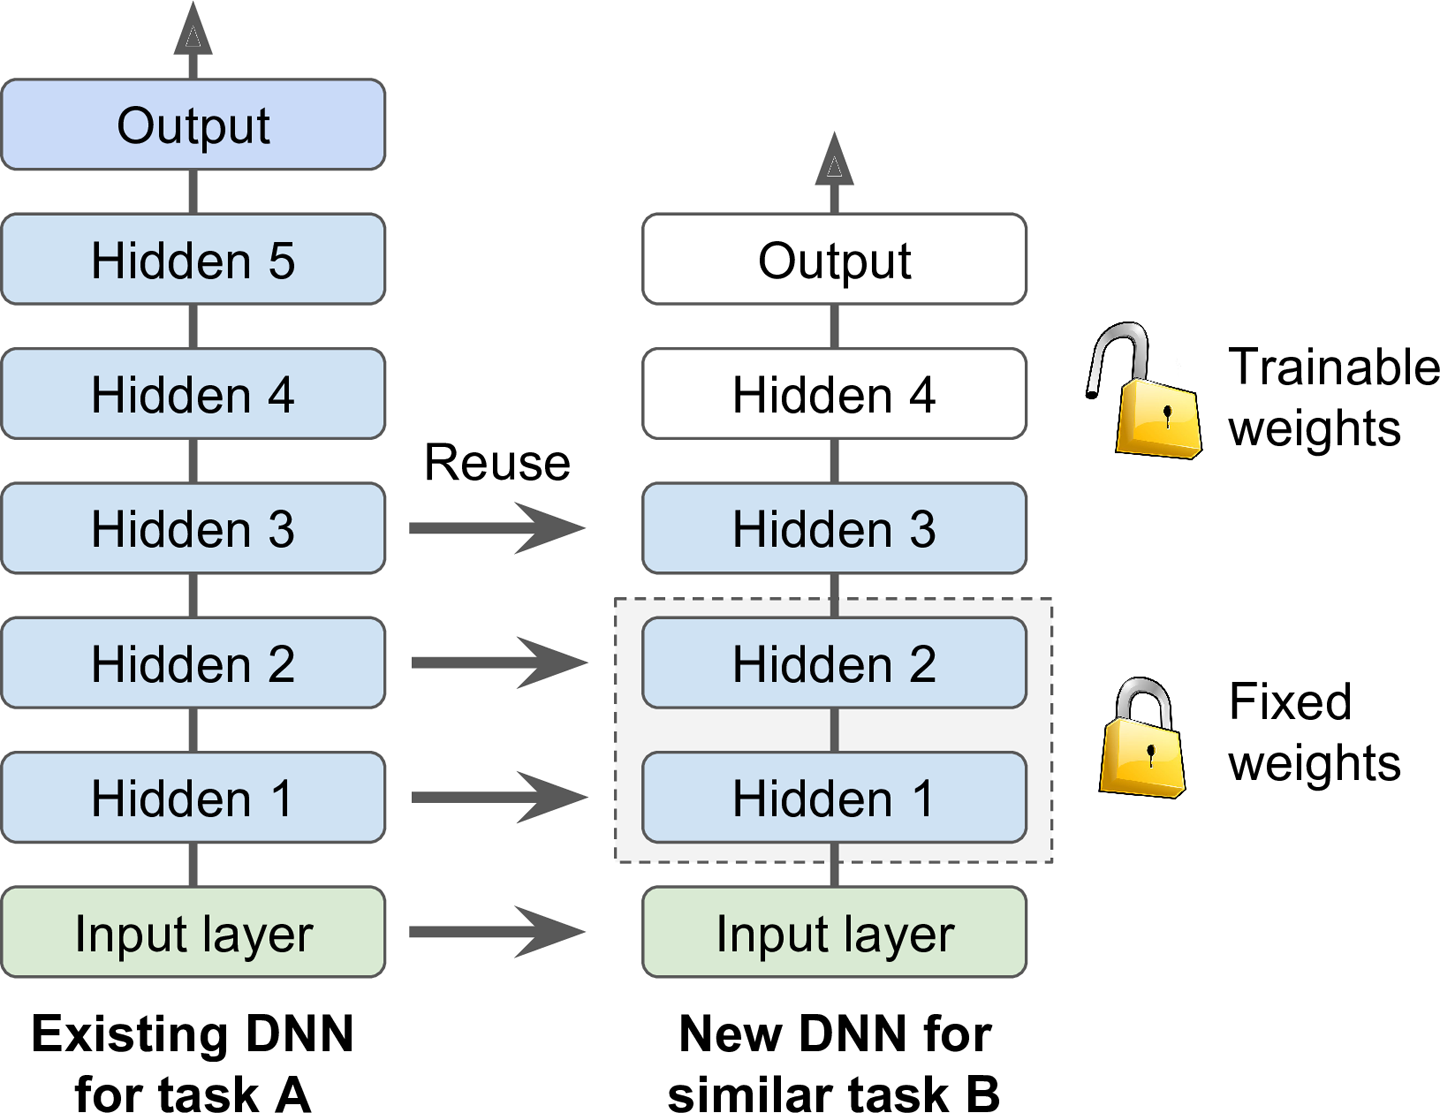 Output
Hidden 5
Hidden 4
Hidden 3
Hidden 2
Hidden 1
Input layer
Existing DNN
for task A
Reuse
Output
Hidden 4
Hidden 3
Hidden 2
Hidden 1
Input layer
New DNN for
similar task B
Trainable
weights
Fixed
weights